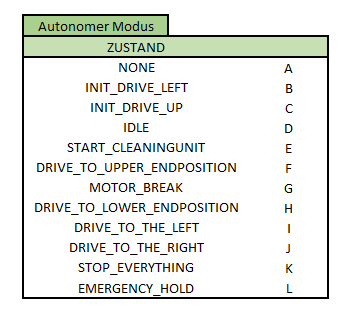 Autonomer Modus
ZUSTAND
NONE A
INIT_DRIVE_LEFT B
INIT_DRIVE_UP C
IDLE D
START_CLEANINGUNIT E
DRIVE_TO_UPPER_ENDPOSITION F
MOTOR_BREAK G
DRIVE_TO_LOWER_ENDPOSITION H
DRIVE_TO_THE_LEFT I
DRIVE_TO_THE_RIGHT J
STOP_EVERYTHING K
EMERGENCY_HOLD L